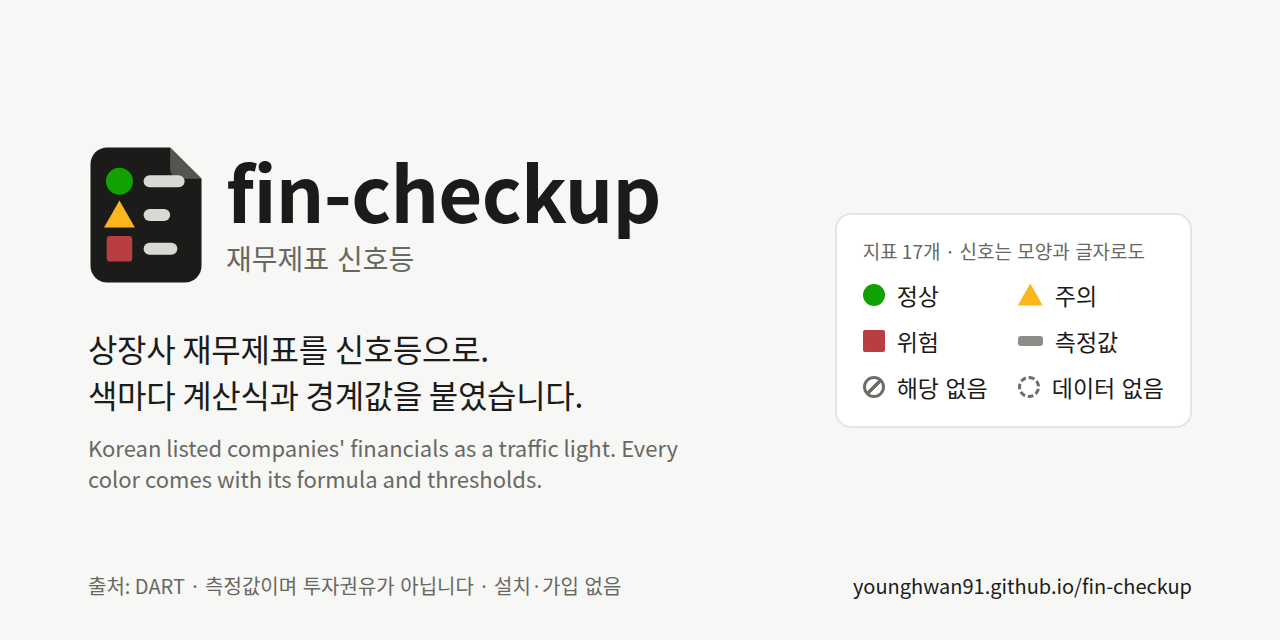 fin-checkup
재무제표 신호등
상장사 재무제표를 신호등으로.
색마다 계산식과 경계값을 붙였습니다.
Korean listed companies' financials as a traffic light. Every
color comes with its formula and thresholds.
지표 17개 · 신호는 모양과 글자로도
정상 주의
위험 측정값
해당 없음 데이터 없음
출처: DART · 측정값이며 투자권유가 아닙니다 · 설치·가입 없음
younghwan91.github.io/fin-checkup